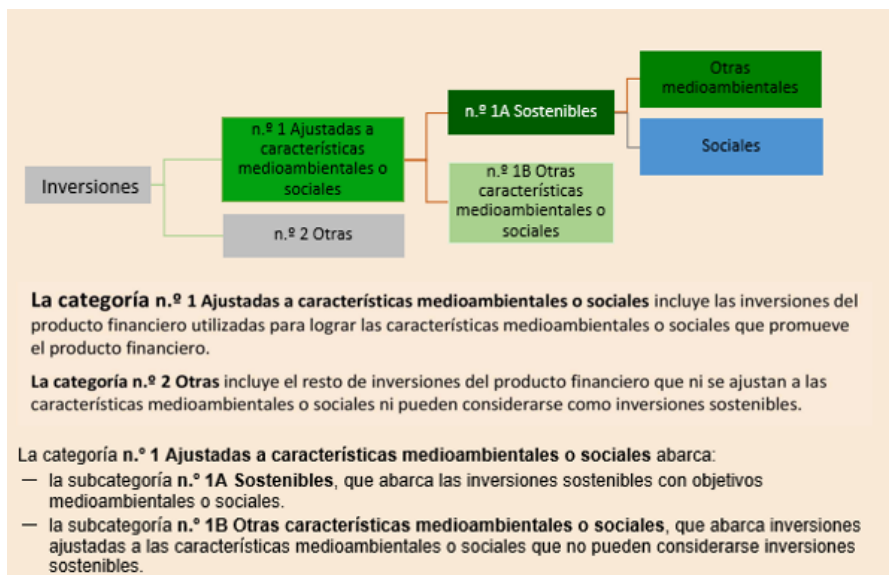 Otras
medioambientales
n.º 1A Sostenibles
n.º 1 Ajustadas a
características
medioambientales o
sociales
Sociales
Inversiones
n.º 1B Otras
características
medioambientales o
sociales
n.º 2 Otras
La categoría n.º 1 Ajustadas a características medioambientales o sociales incluye las inversiones del
producto financiero utilizadas para lograr las características medioambientales o sociales que promueve
el producto financiero.
La categoría n.º 2 Otras incluye el resto de inversiones del producto financiero que ni se ajustan a las
características medioambientales o sociales ni pueden considerarse como inversiones sostenibles.
La categoría n.° 1 Ajustadas a características medioambientales o sociales abarca:
— la subcategoría n.° 1A Sostenibles, que abarca las inversiones sostenibles con objetivos
medioambientales o sociales.
— la subcategoría n.° 1B Otras características medioambientales o sociales, que abarca inversiones
ajustadas a las características medioambientales o sociales que no pueden considerarse inversiones
sostenibles.